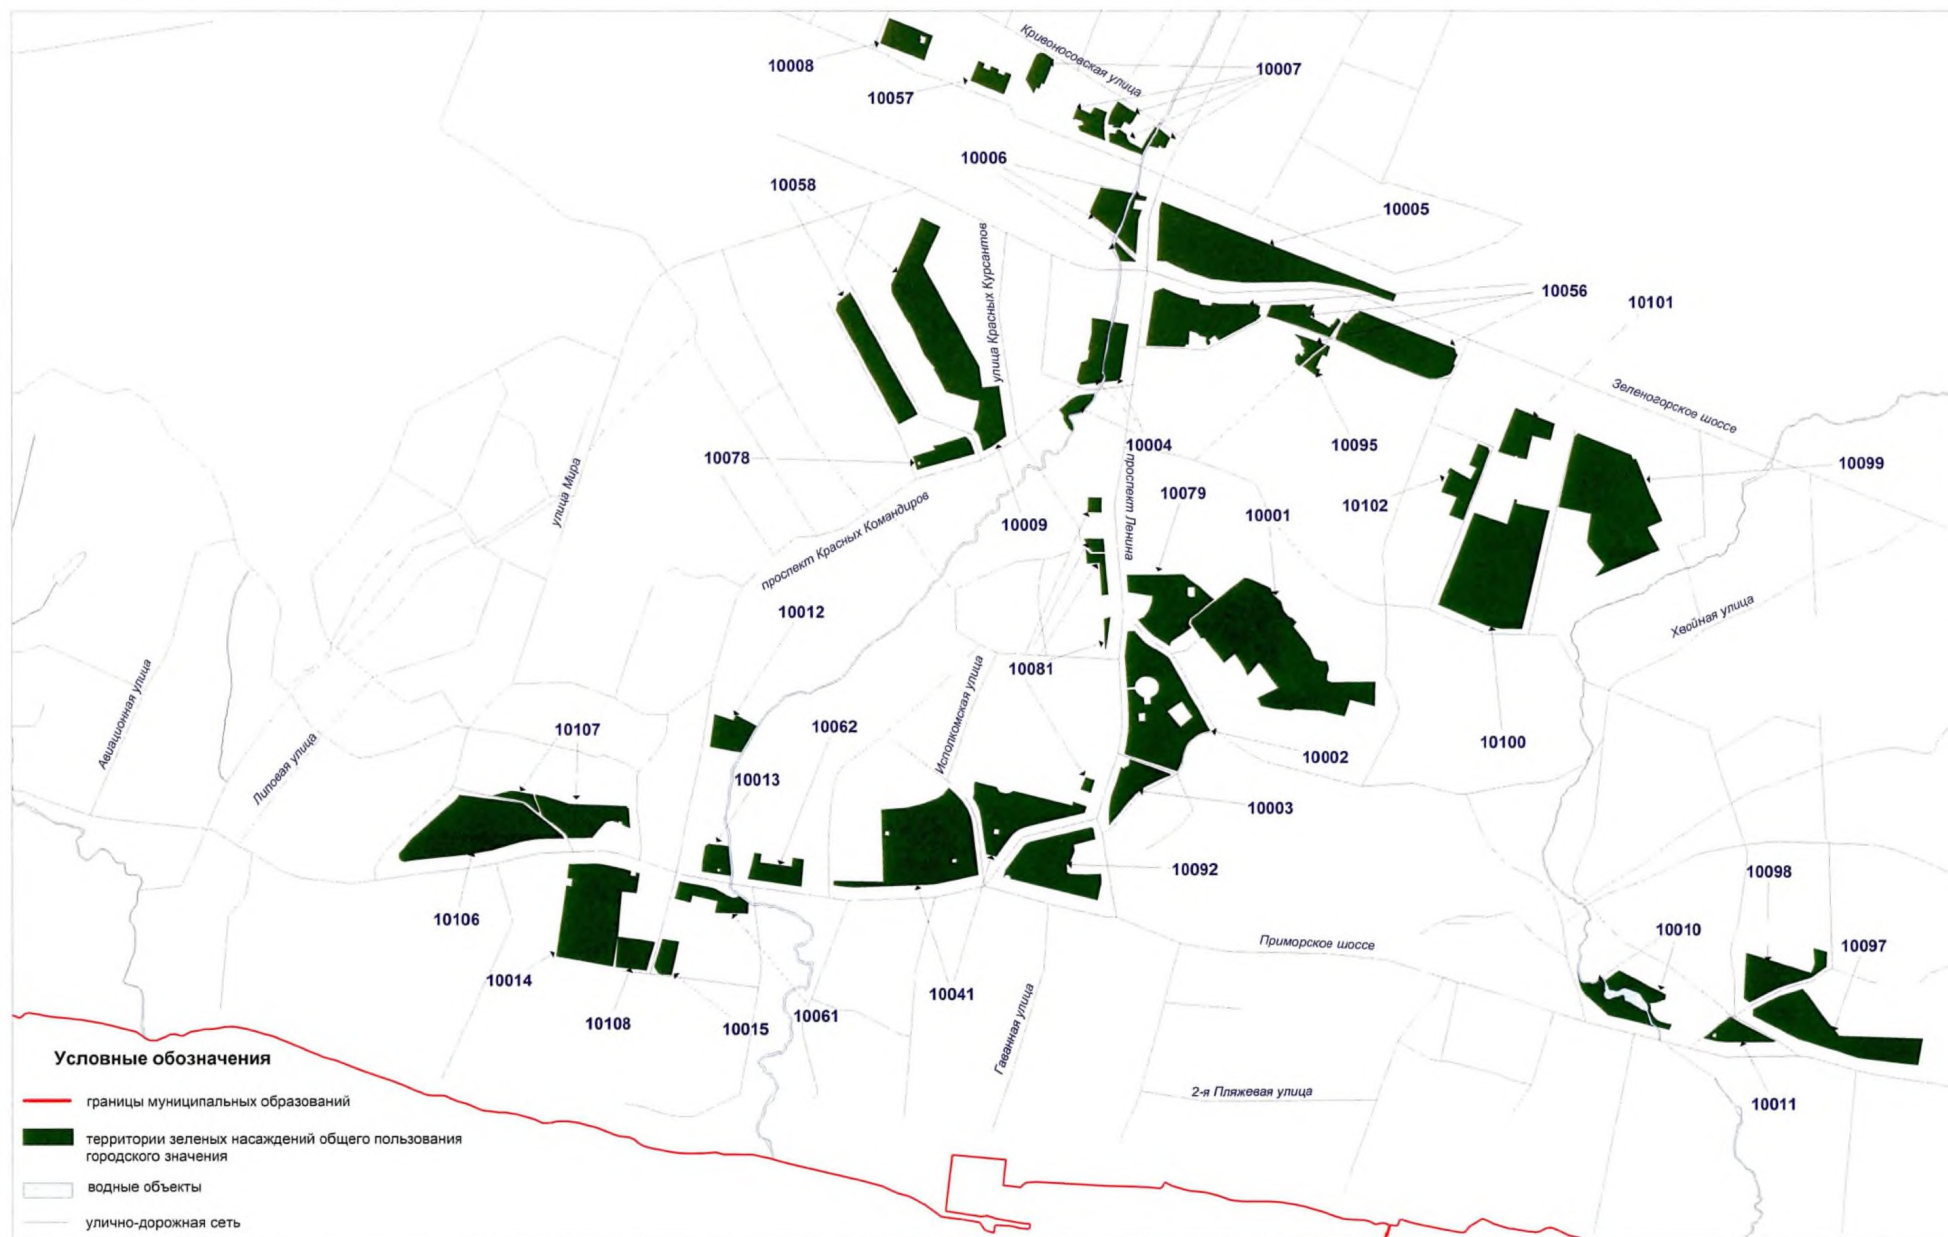 Кривоносовская улица
10008
10007
10057
10006
10058
10005
улица Красных Курсантов
10056
10101
Зеленогорское шоссе
10004
10095
10078
10099
улица Мира
проспект Ленина
10079
10102
10001
проспект Красных Командиров
10009
10012
Хвойная улица
10081
Авиационная улица
Исполкомская улица
10107
10062
10100
10002
Липовая улица
10013
10003
10092
10098
10106
10010
Приморское шоссе
10097
10014
10041
10108
10015
10061
Гаванная улица
2-я Пляжевая улица
10011
Условные обозначения
границы муниципальных образований
территории зеленых насаждений общего пользования
городского значения
водные объекты
улично-дорожная сеть